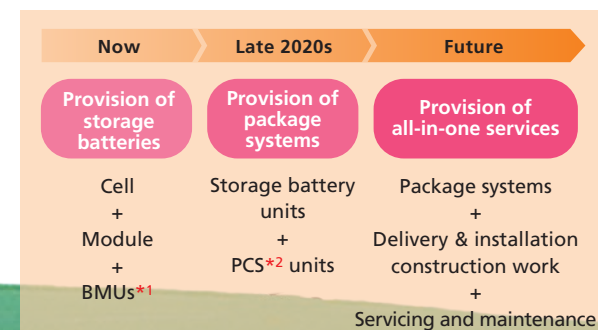 Now
Late 2020s
Future
Provision of
storage
batteries
Cell
+
Module
+
BMUs*1
Provision of
package
systems
Storage battery
units
+
PCS*2 units
Provision of
all-in-one services
Package systems
+
Delivery & installation
construction work
+
Servicing and maintenance